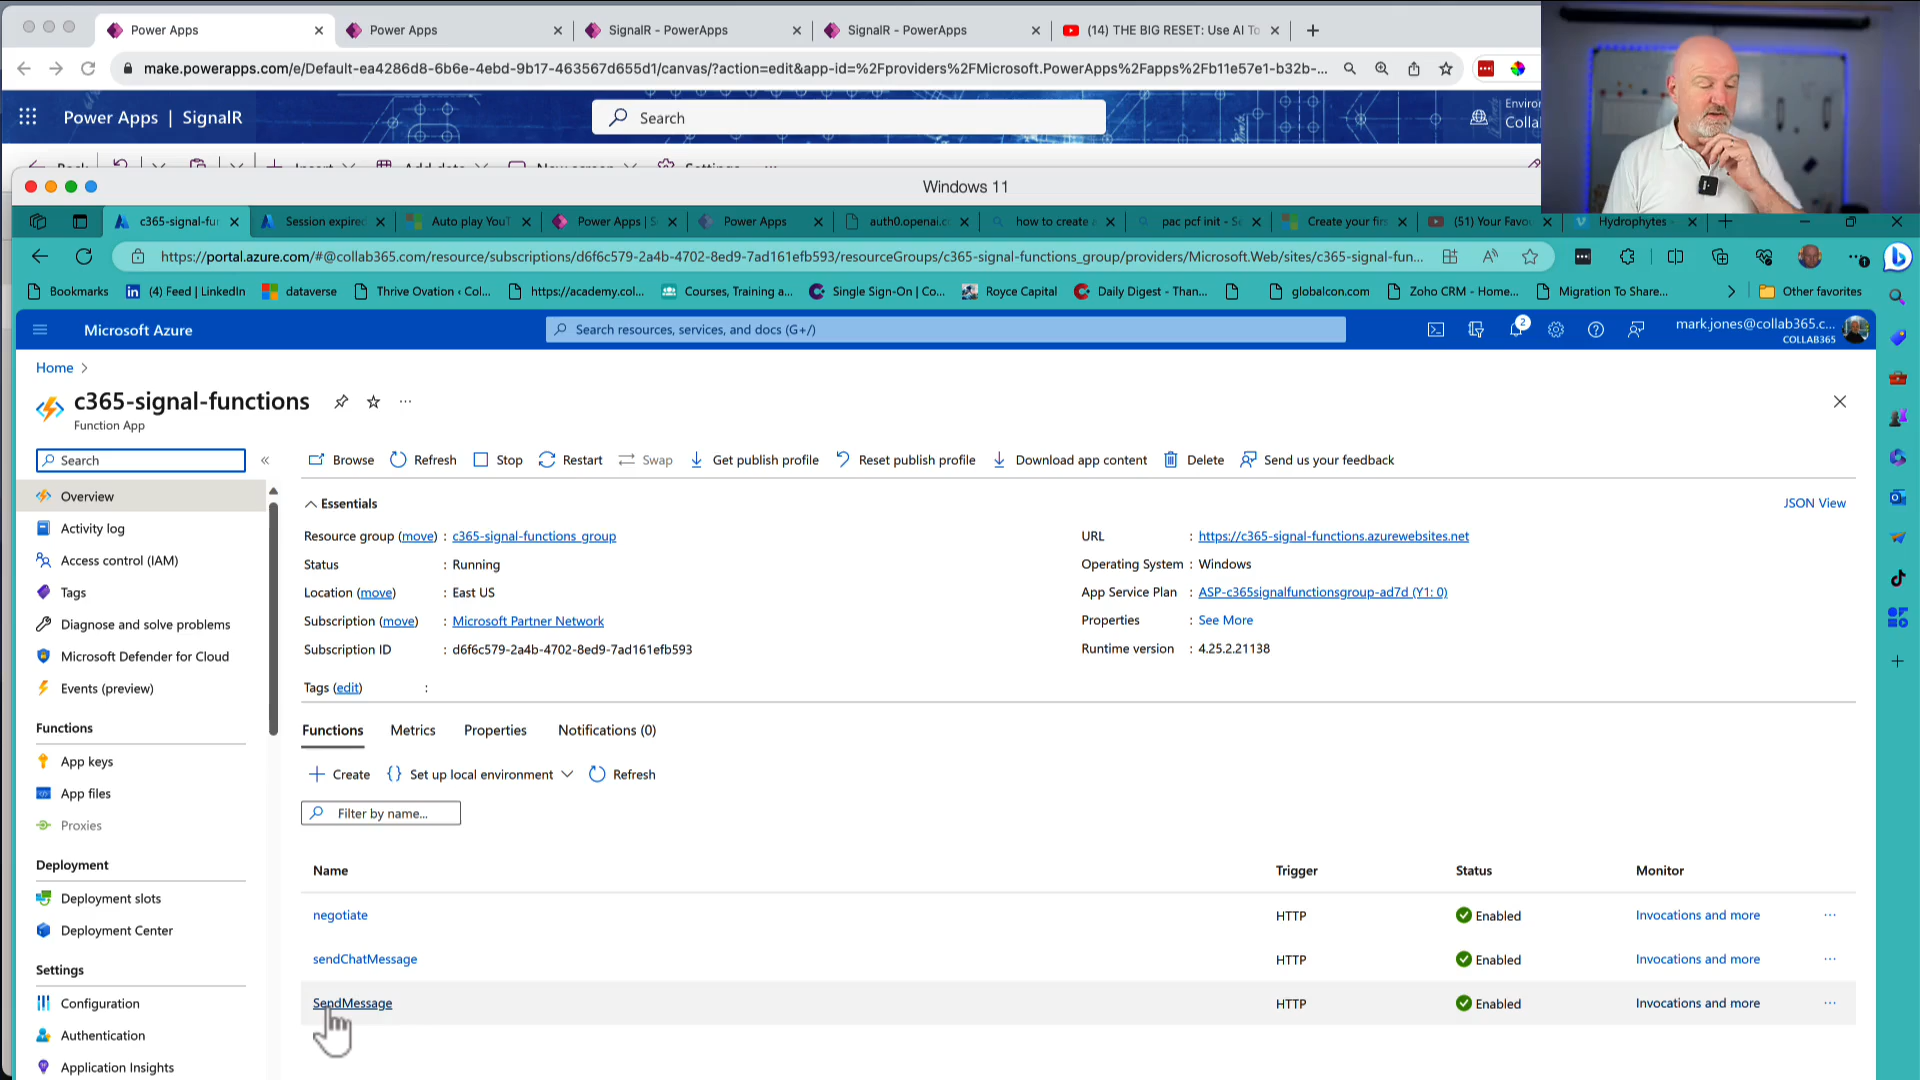 Power Apps
Power Apps
SignalR - PowerApps
SignalR - PowerApps
(14) THE BIG RESET: Use AI To
make.powerapps.com/e/Default-ea4286d8-6b6e-4ebd-9b17-463567d655d1/canvas/?action=edit&app-id=%2Fproviders%2FMicrosoft.PowerApps%2Fapps%2Fb11e57e1-b32b-...
Power Apps | SignalR
Search
Enviro
Colla
Windows 11
c365-signal-fun
Session expired
Auto play YouT
Power Apps | S
Power Apps
auth0.openai.c
how to create a
pac pcf init - Se
Create your firs
(51) Your Favou
Hydrophytes -
https://portal.azure.com/#@collab365.com/resource/subscriptions/d6f6c579-2a4b-4702-8ed9-7ad161efb593/resourceGroups/c365-signal-functions_group/providers/Microsoft.Web/sites/c365-signal-fun...
Bookmarks
(4) Feed | LinkedIn
dataverse
Thrive Ovation ‹ Col...
https://academy.col...
Courses, Training a...
Single Sign-On | Co...
Royce Capital
Daily Digest - Than...
globalcon.com
Zoho CRM - Home...
Migration To Share...
Other favorites
Microsoft Azure
Search resources, services, and docs (G+/)
2
mark.jones@collab365.c...
COLLAB365
Home >
c365-signal-functions
Function App
Search
Browse
Refresh
Stop
Restart
Swap
Get publish profile
Reset publish profile
Download app content
Delete
Send us your feedback
Overview
Activity log
Access control (IAM)
Tags
Diagnose and solve problems
Microsoft Defender for Cloud
Events (preview)
Functions
App keys
App files
Proxies
Deployment
Deployment slots
Deployment Center
Settings
Configuration
Authentication
Application Insights
Essentials
JSON View
Resource group (move) : c365-signal-functions_group
Status : Running
Location (move) : East US
Subscription (move) : Microsoft Partner Network
Subscription ID : d6f6c579-2a4b-4702-8ed9-7ad161efb593
Tags (edit) :
URL : https://c365-signal-functions.azurewebsites.net
Operating System : Windows
App Service Plan : ASP-c365signalfunctionsgroup-ad7d (Y1: 0)
Properties : See More
Runtime version : 4.25.2.21138
Functions
Metrics
Properties
Notifications (0)
Create
Set up local environment
Refresh
Filter by name...
Name Trigger Status Monitor
negotiate HTTP Enabled Invocations and more
sendChatMessage HTTP Enabled Invocations and more
SendMessage HTTP Enabled Invocations and more